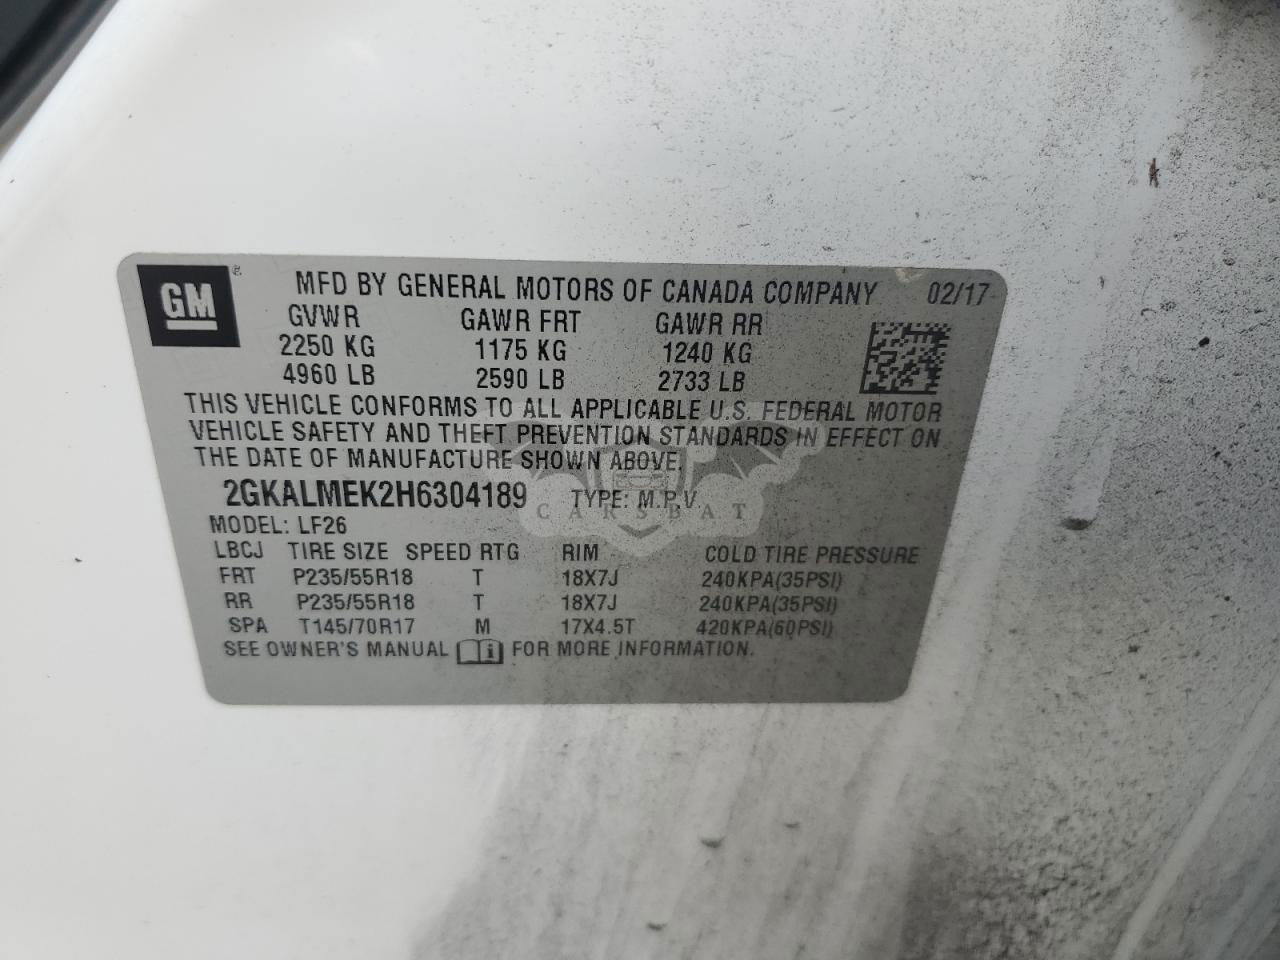 GM ®
MFD BY GENERAL MOTORS OF CANADA COMPANY 02/17
GVWR GAWR FRT GAWR RR
2250 KG 1175 KG 1240 KG
4960 LB 2590 LB 2733 LB
THIS VEHICLE CONFORMS TO ALL APPLICABLE U.S. FEDERAL MOTOR
VEHICLE SAFETY AND THEFT PREVENTION STANDARDS IN EFFECT ON
THE DATE OF MANUFACTURE SHOWN ABOVE.
2GKALMEK2H6304189 TYPE: M.P.V.
CARSBAT
MODEL: LF26
LBCJ TIRE SIZE SPEED RTG RIM COLD TIRE PRESSURE
FRT P235/55R18 T 18X7J 240KPA(35PSI)
RR P235/55R18 T 18X7J 240KPA(35PSI)
SPA T145/70R17 M 17X4.5T 420KPA(60PSI)
SEE OWNER'S MANUAL i FOR MORE INFORMATION.